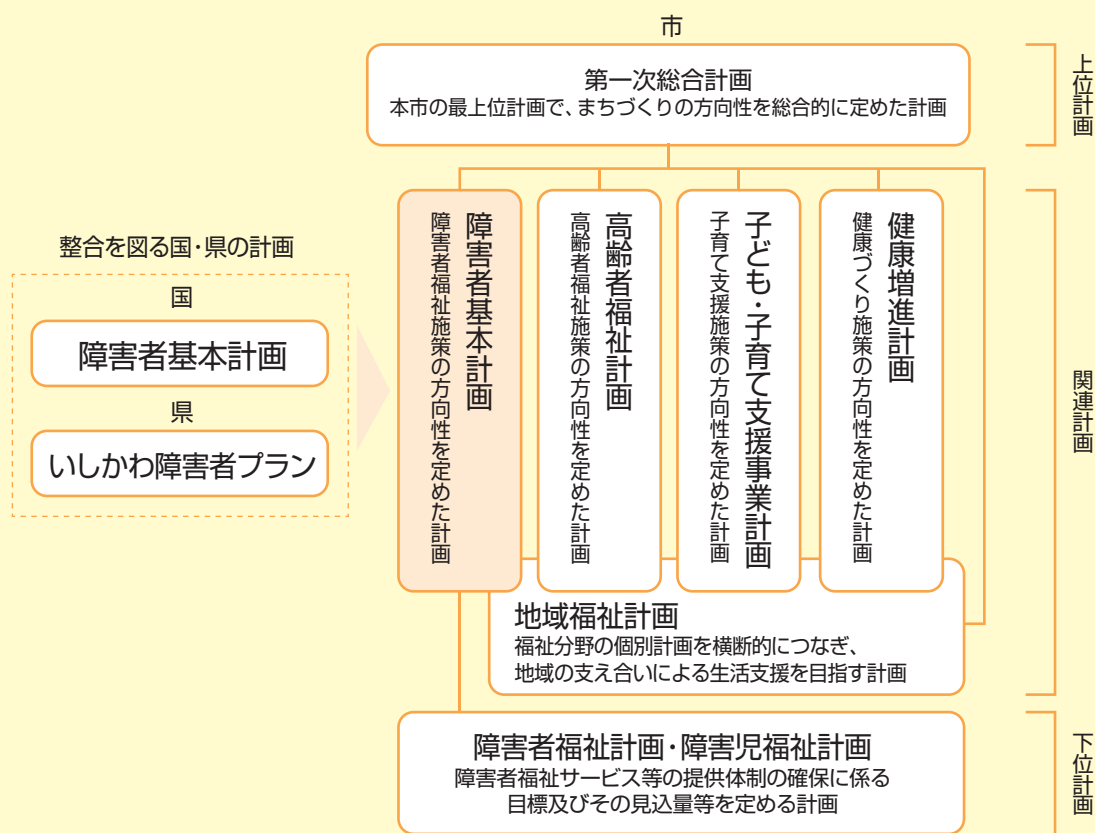 市
第一次総合計画
本市の最上位計画で、まちづくりの方向性を総合的に定めた計画
上位計画
整合を図る国・県の計画
国
障害者基本計画
県
いしかわ障害者プラン
障害者基本計画
障害者福祉施策の方向性を定めた計画
高齢者福祉計画
高齢者福祉施策の方向性を定めた計画
子ども・子育て支援事業計画
子育て支援施策の方向性を定めた計画
健康増進計画
健康づくり施策の方向性を定めた計画
関連計画
地域福祉計画
福祉分野の個別計画を横断的につなぎ、
地域の支え合いによる生活支援を目指す計画
障害者福祉計画・障害児福祉計画
障害者福祉サービス等の提供体制の確保に係る
目標及びその見込量等を定める計画
下位計画